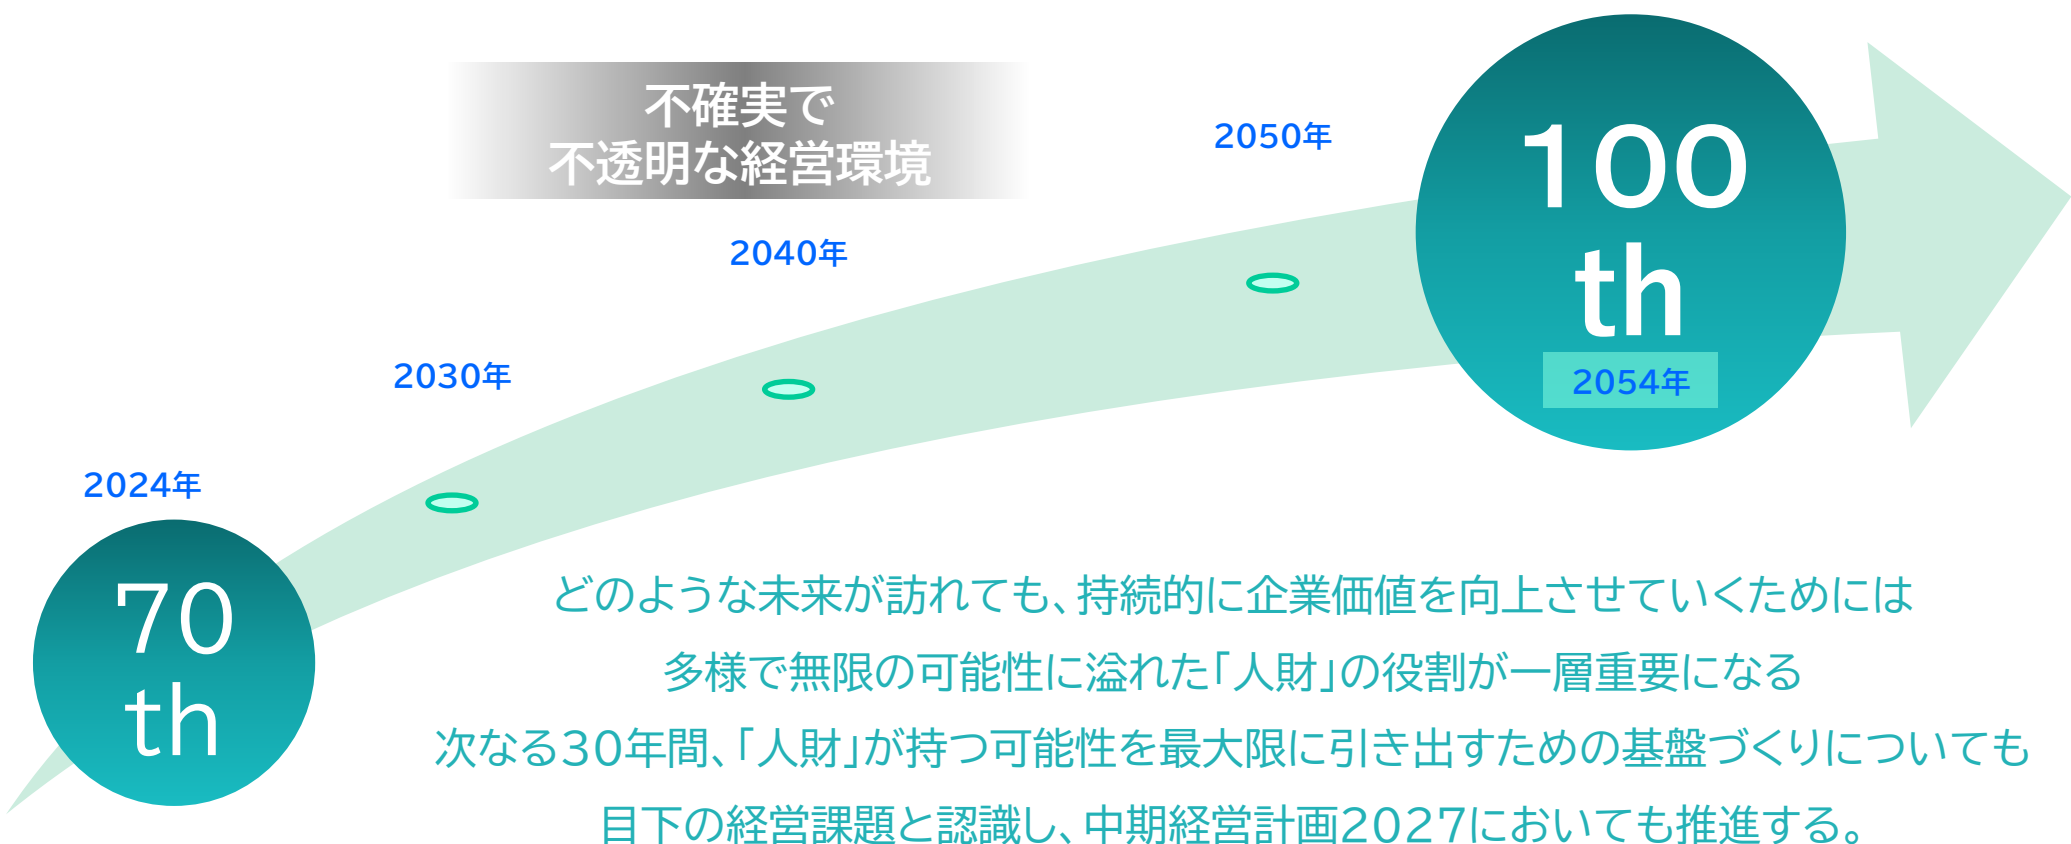 不確実で
不透明な経営環境
2050年
100
th
2054年
2040年
2030年
2024年
70
th
どのような未来が訪れても、持続的に企業価値を向上させていくためには
多様で無限の可能性に溢れた「人財」の役割が一層重要になる
次なる30年間、「人財」が持つ可能性を最大限に引き出すための基盤づくりについても
目下の経営課題と認識し、中期経営計画2027においても推進する。